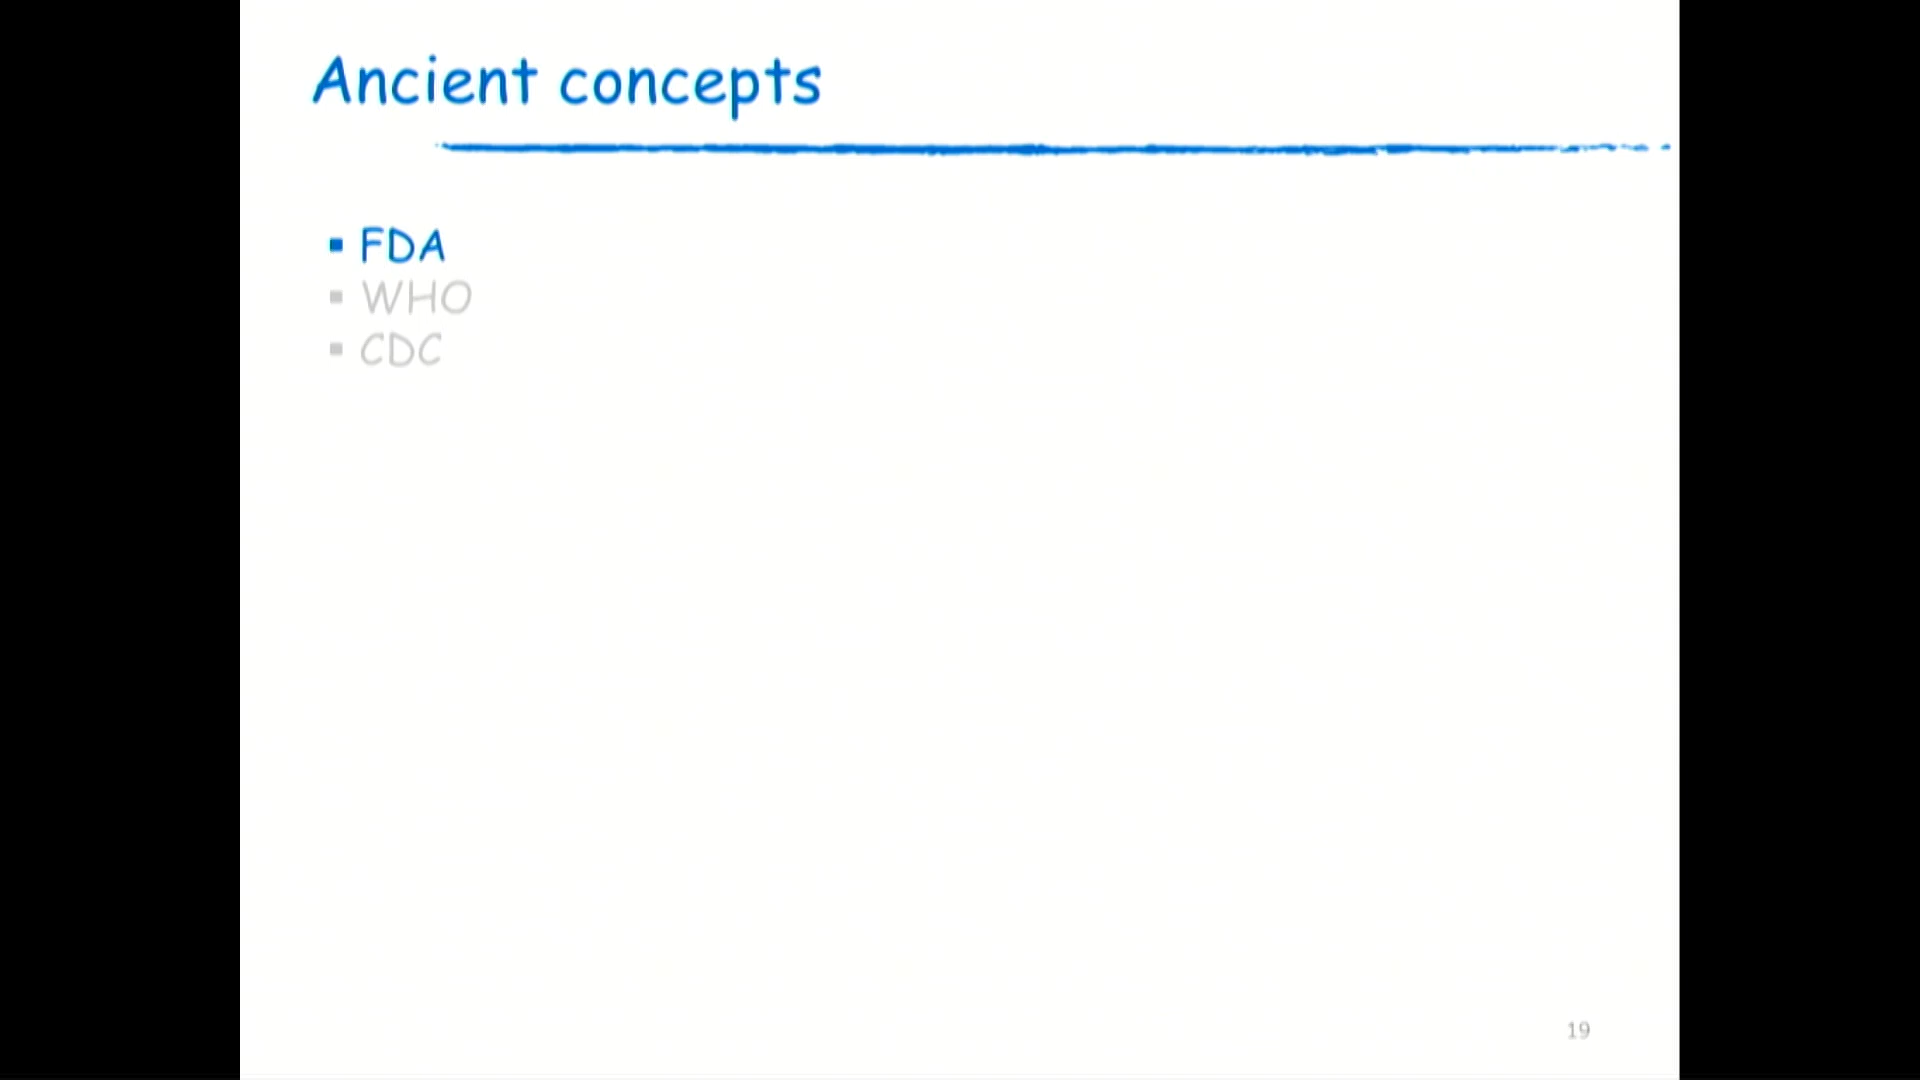 Ancient concepts
▪ FDA
▪ WHO
▪ CDC
19